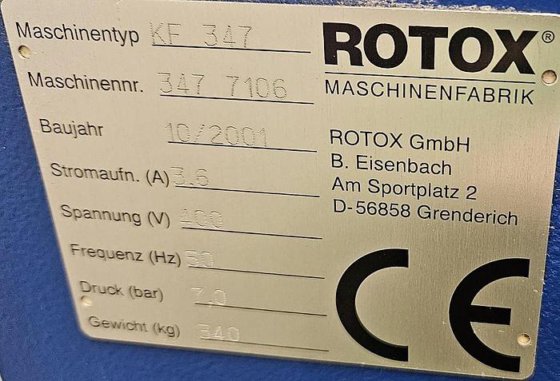 Maschinentyp KF 347
Maschinennr. 347 7106
Baujahr 10/2001
Stromaufn. (A) 3.6
Spannung (V) 400
Frequenz (Hz) 50
Druck (bar) 7.0
Gewicht (kg) 340
ROTOX®
MASCHINENFABRIK
ROTOX GmbH
B. Eisenbach
Am Sportplatz 2
D-56858 Grenderich
CE